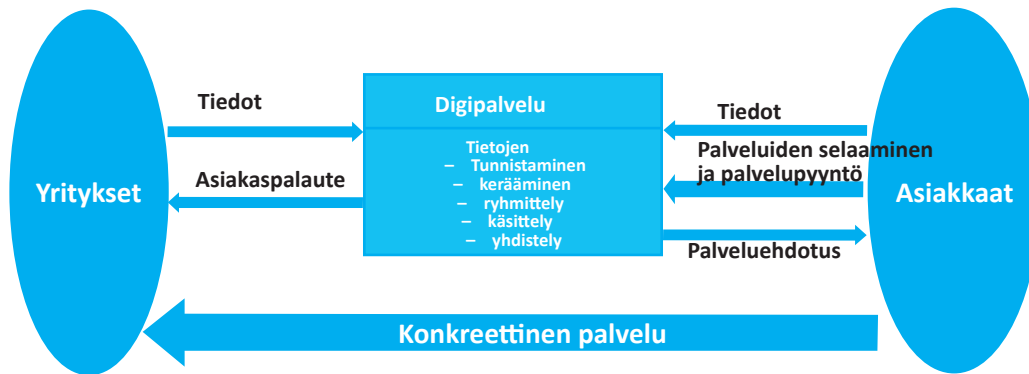 Yritykset
Tiedot
Asiakaspalaute
Digipalvelu
Tietojen
– Tunnistaminen
– kerääminen
– ryhmittely
– käsittely
– yhdistely
Tiedot
Palveluiden selaaminen
ja palvelupyyntö
Palveluehdotus
Asiakkaat
Konkreettinen palvelu